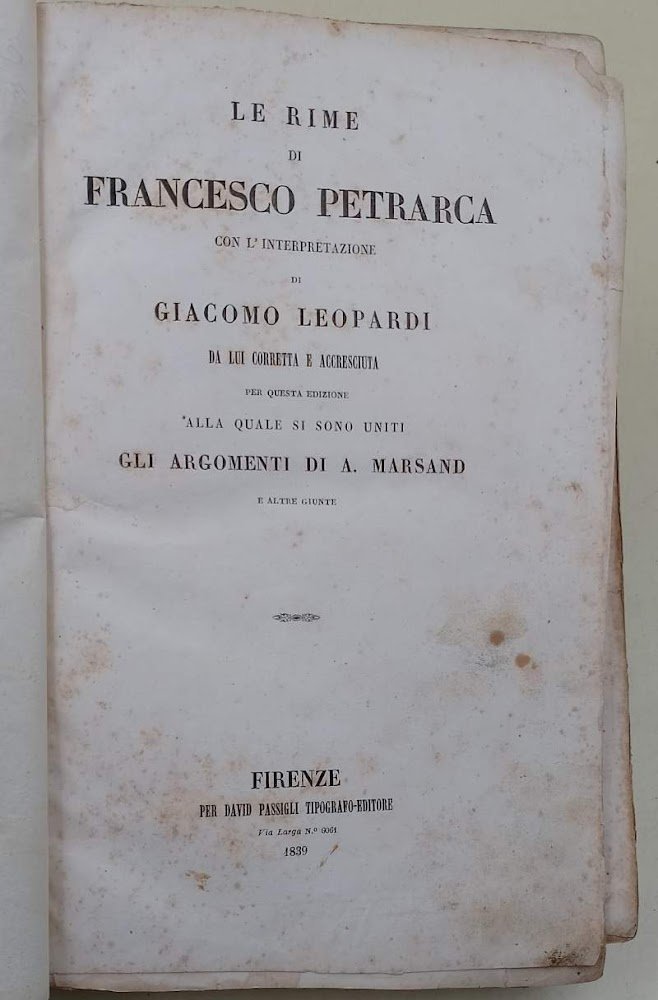 LE RIME
DI
FRANCESCO PETRARCA
CON L'INTERPRETAZIONE
DI
GIACOMO LEOPARDI
DA LUI CORRETTA E ACCRESCIUTA
PER QUESTA EDIZIONE
ALLA QUALE SI SONO UNITI
GLI ARGOMENTI DI A. MARSAND
E ALTRE GIUNTE
FIRENZE
PER DAVID PASSIGLI TIPOGRAFO-EDITORE
Via Larga N.º 6061
1839